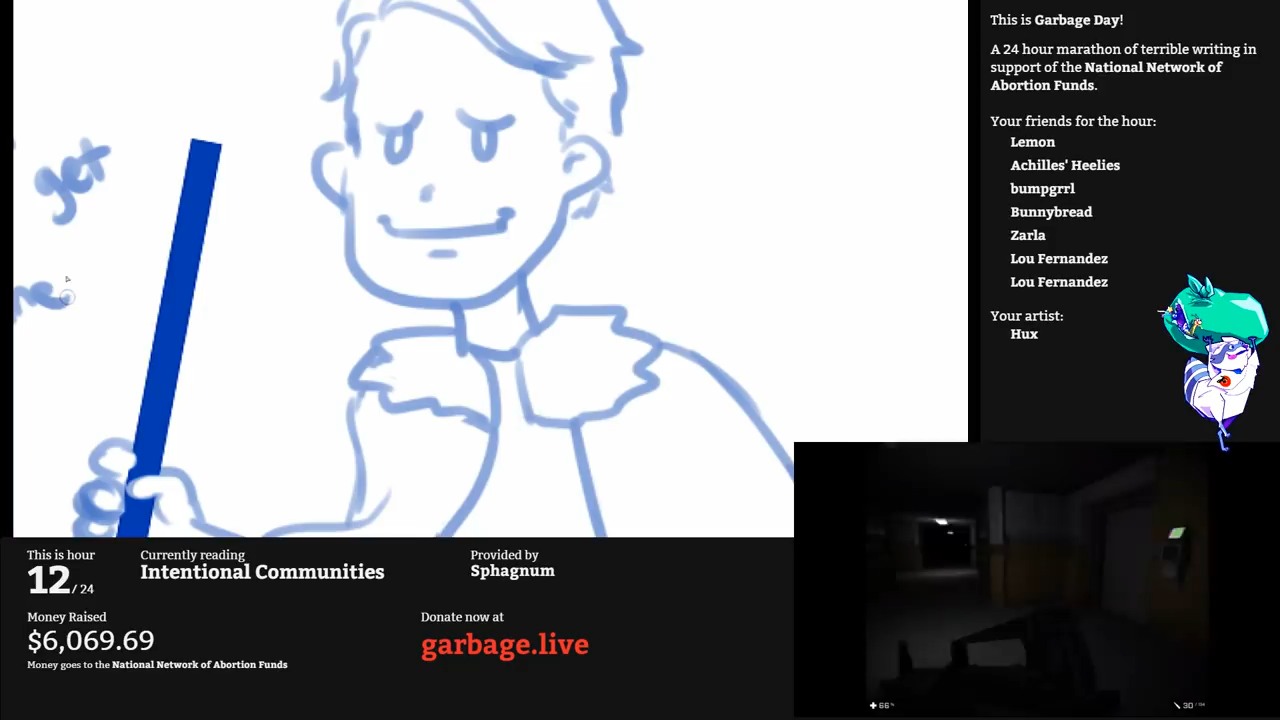 get
ne
This is Garbage Day!
A 24 hour marathon of terrible writing in
support of the National Network of
Abortion Funds.
Your friends for the hour:
Lemon
Achilles' Heelies
bumpgrrl
Bunnybread
Zarla
Lou Fernandez
Lou Fernandez
Your artist:
Hux
This is hour
12 / 24
Currently reading
Intentional Communities
Provided by
Sphagnum
Money Raised
$6,069.69
Money goes to the National Network of Abortion Funds
Donate now at
garbage.live
66
30